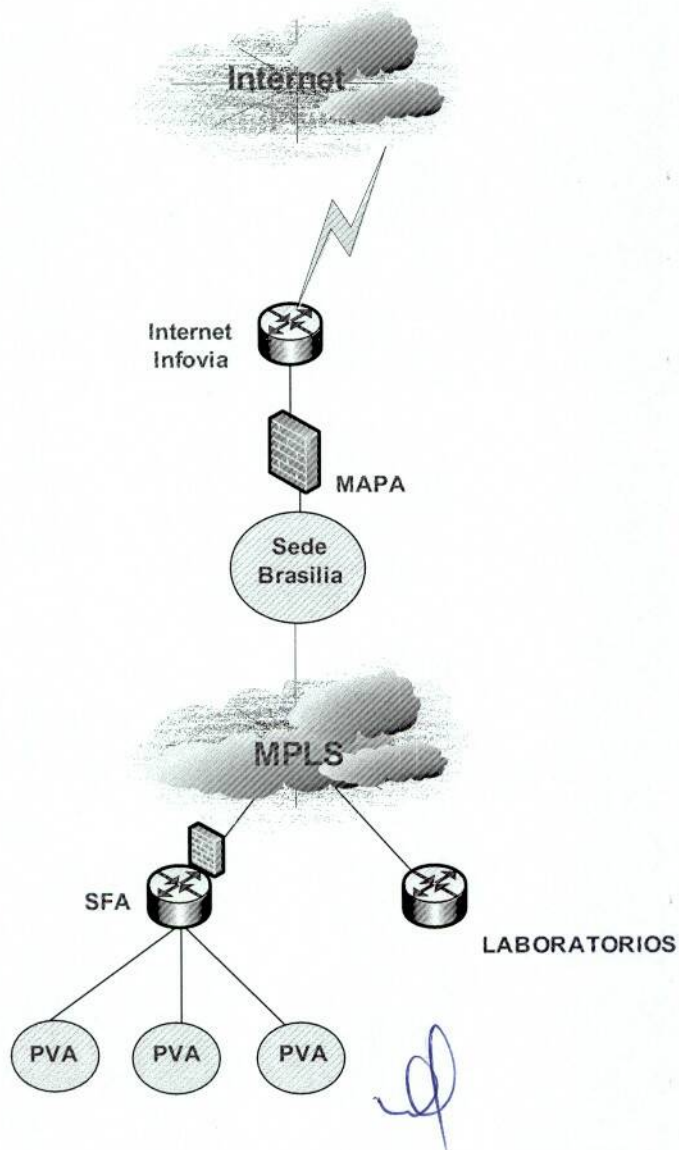 Internet
Internet
Infovia
MAPA
Sede
Brasilia
MPLS
SFA
LABORATORIOS
PVA
PVA
PVA